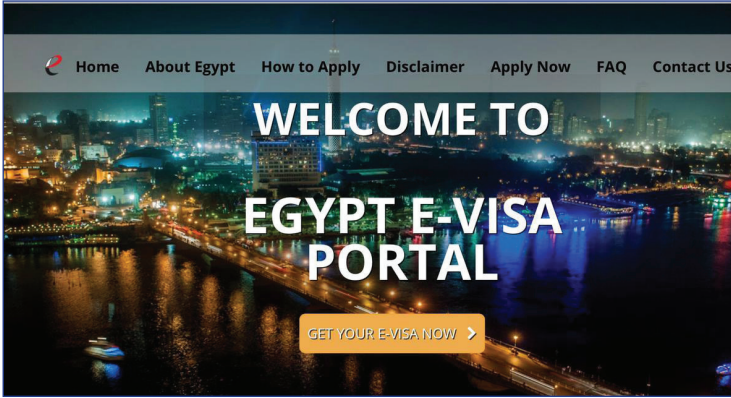 Home About Egypt How to Apply Disclaimer Apply Now FAQ Contact Us
WELCOME TO
EGYPT E-VISA
PORTAL
GET YOUR E-VISA NOW